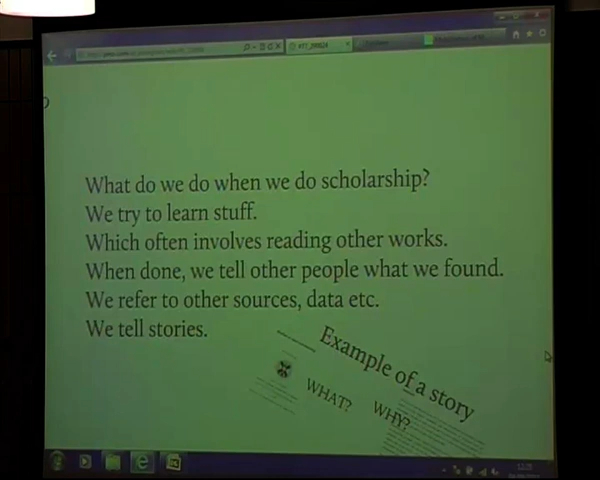 What do we do when we do scholarship?
We try to learn stuff.
Which often involves reading other works.
When done, we tell other people what we found.
We refer to other sources, data etc.
We tell stories.
Example of a story
WHAT?
WHY?